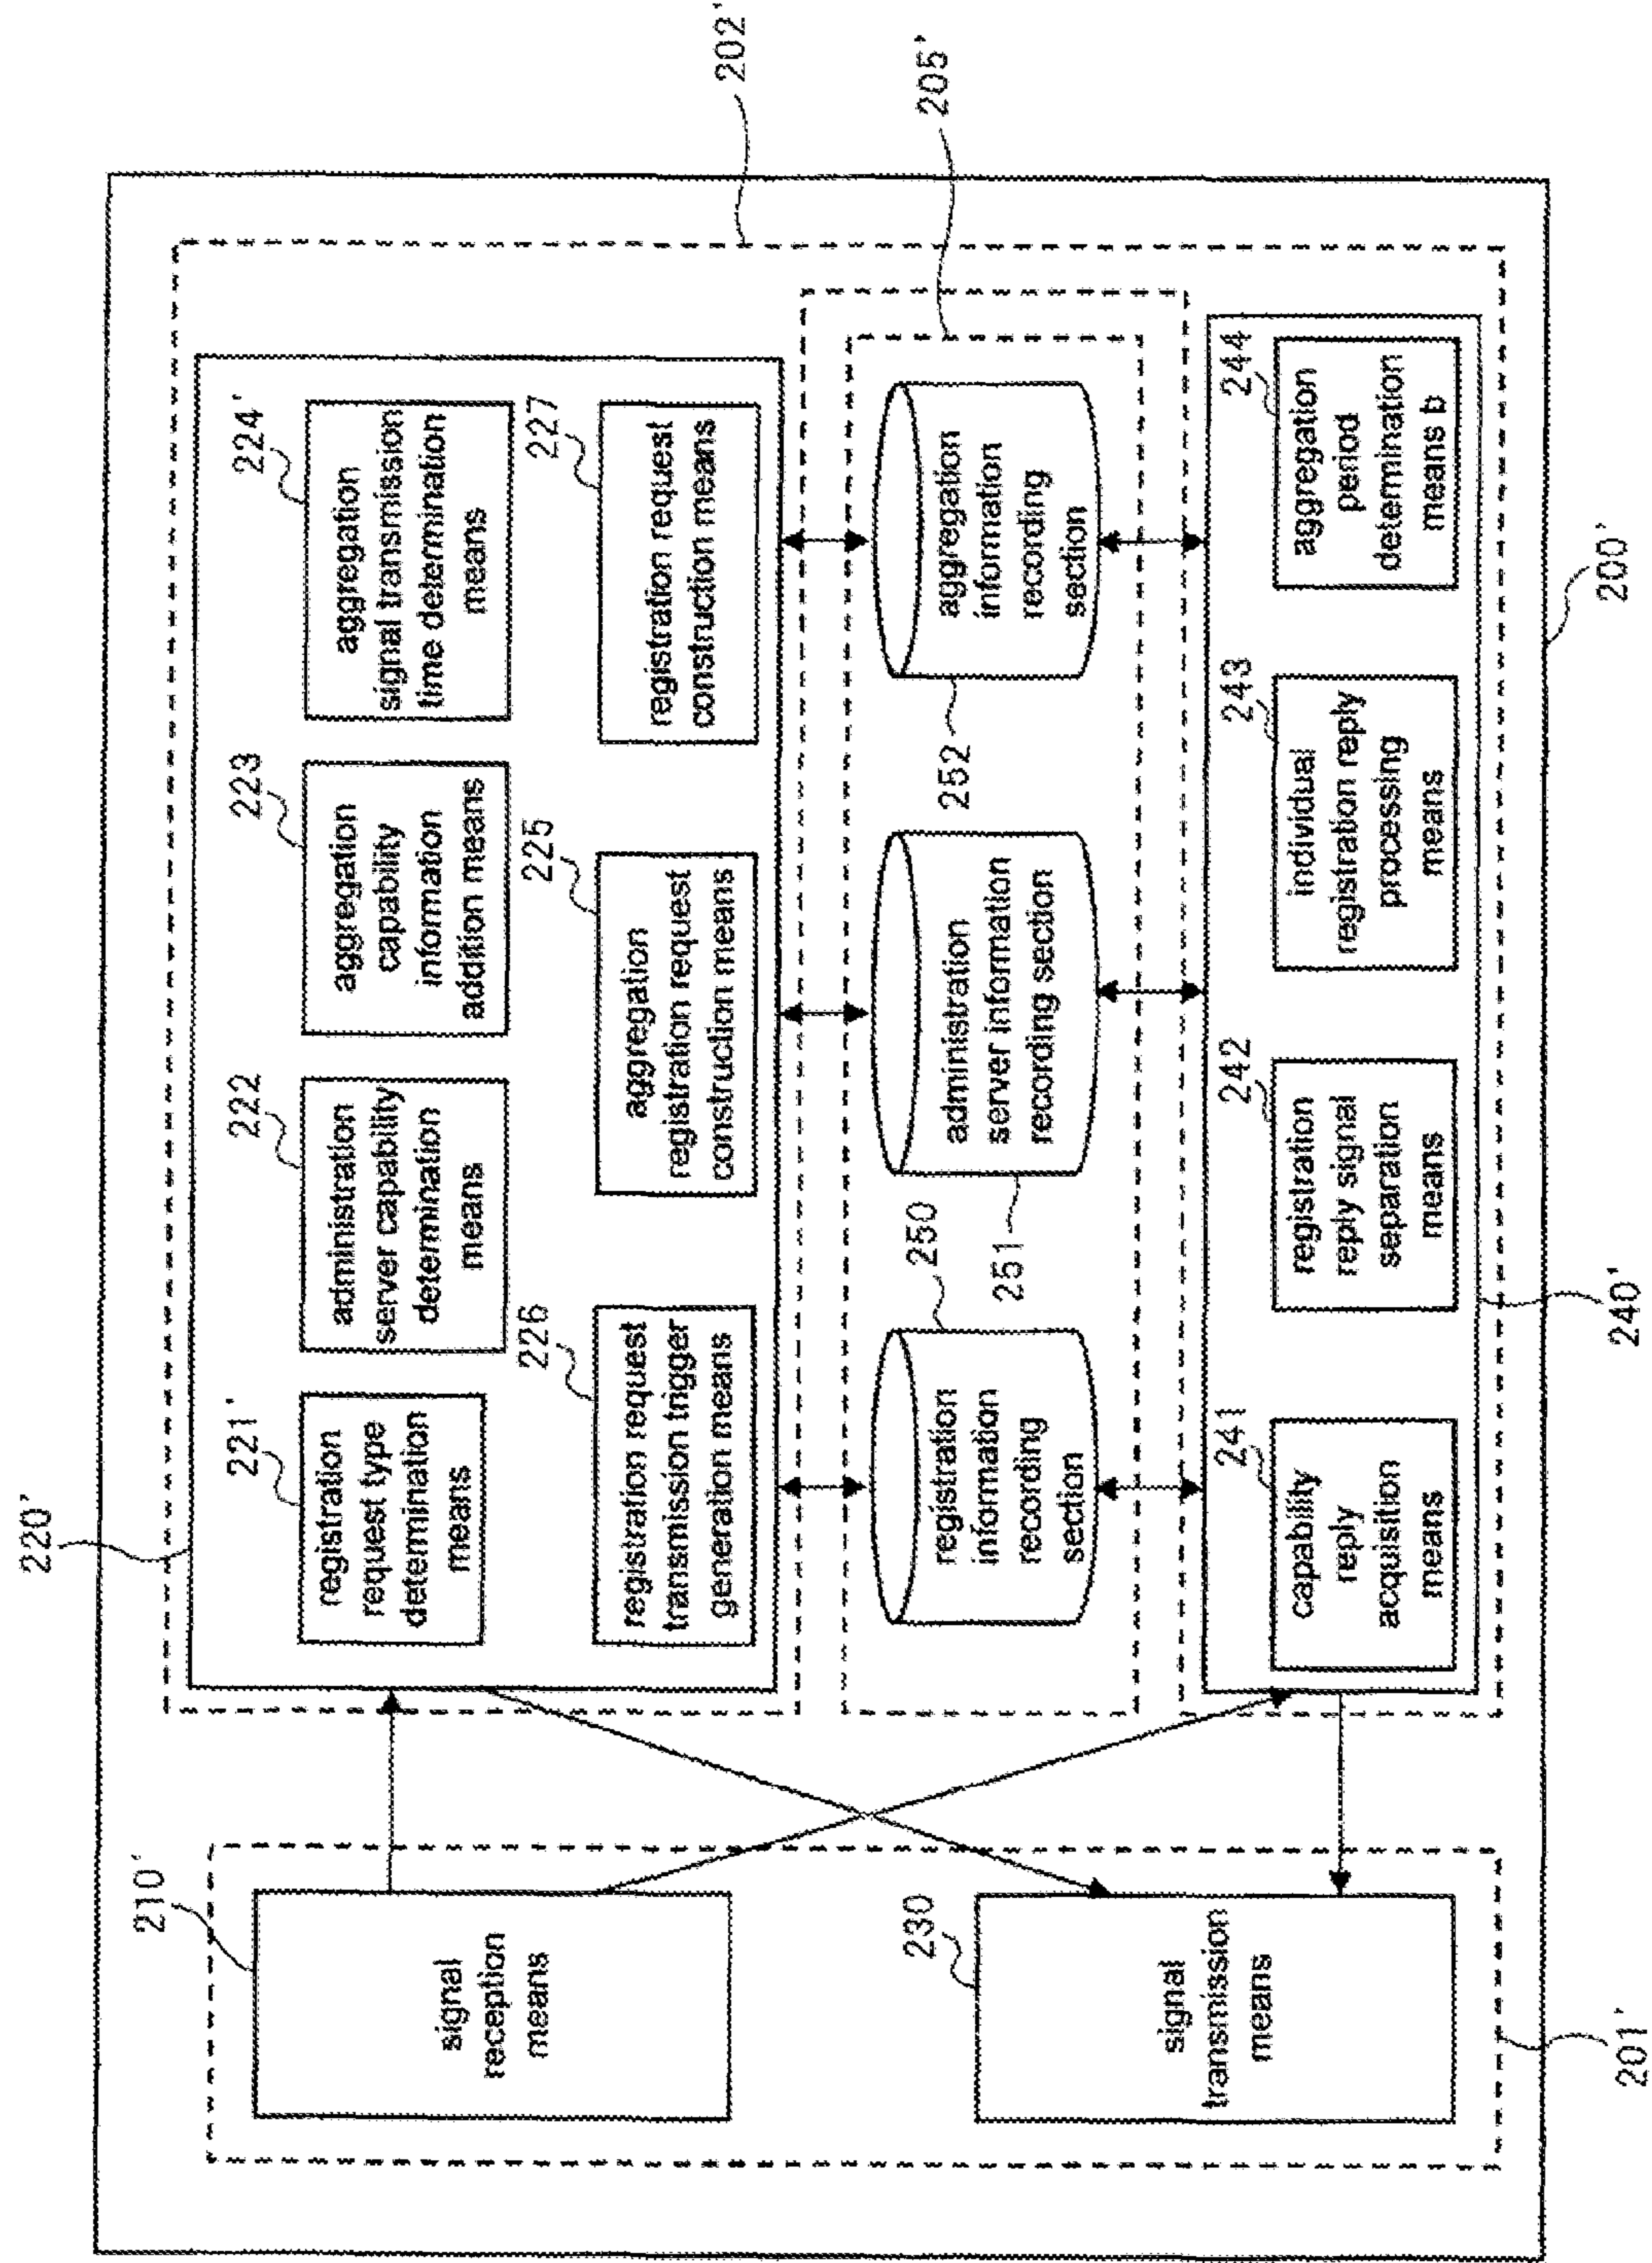 220'
202'
205'
210'
signal
reception
means
230
signal
transmission
means
201'
221'
registration
request type
determination
means
222
administration
server capability
determination
means
223
aggregation
capability
information
addition means
224'
aggregation
signal transmission
time determination
means
226
registration request
transmission trigger
generation means
225
aggregation
registration request
construction means
227
registration request
construction means
250
registration
information
recording
section
251
administration
server information
recording section
252
aggregation
information
recording
section
241
capability
reply
acquisition
means
242
registration
reply signal
separation
means
243
individual
registration reply
processing
means
244
aggregation
period
determination
means b
240'
200'